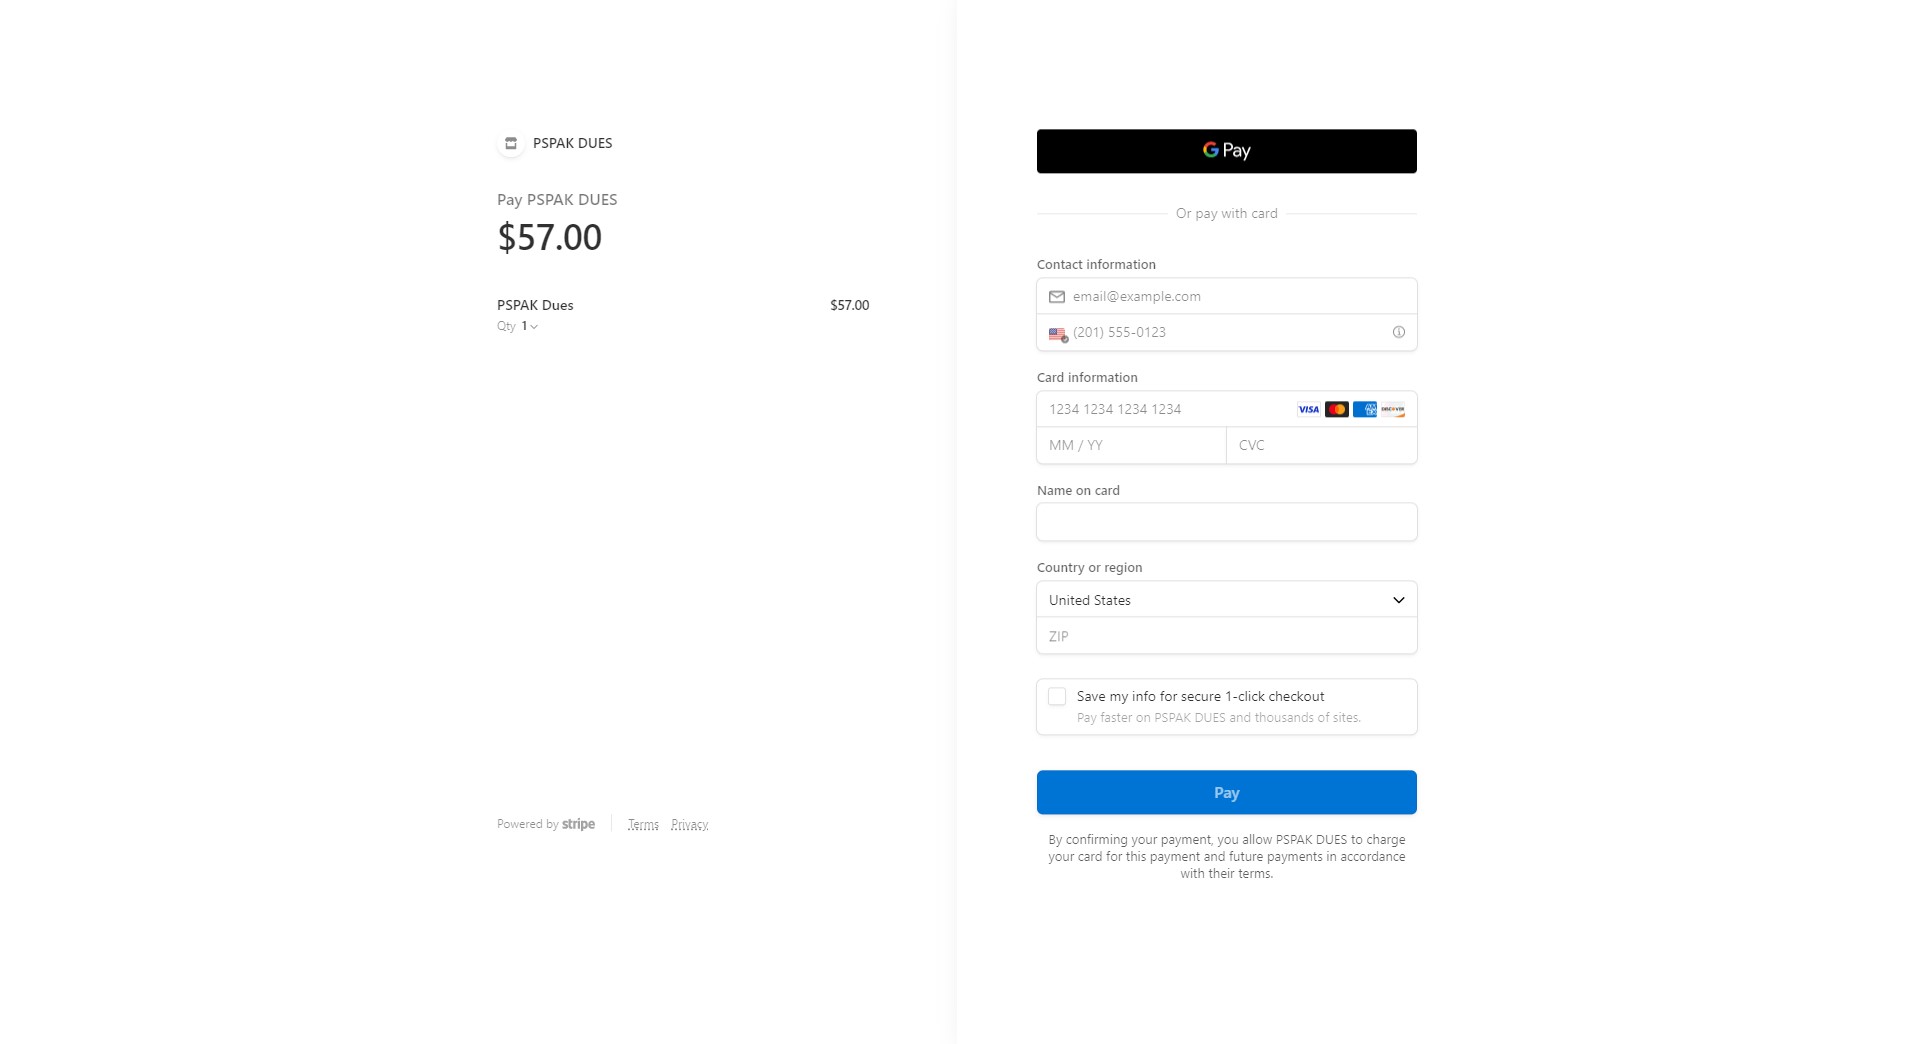 PSPAK DUES
Pay PSPAK DUES
$57.00
PSPAK Dues $57.00
Qty 1
Powered by stripe Terms Privacy
G Pay
Or pay with card
Contact information
email@example.com
(201) 555-0123
Card information
1234 1234 1234 1234 VISA AMEX DISCOVER
MM / YY CVC
Name on card
Country or region
United States
ZIP
Save my info for secure 1-click checkout
Pay faster on PSPAK DUES and thousands of sites.
Pay
By confirming your payment, you allow PSPAK DUES to charge
your card for this payment and future payments in accordance
with their terms.